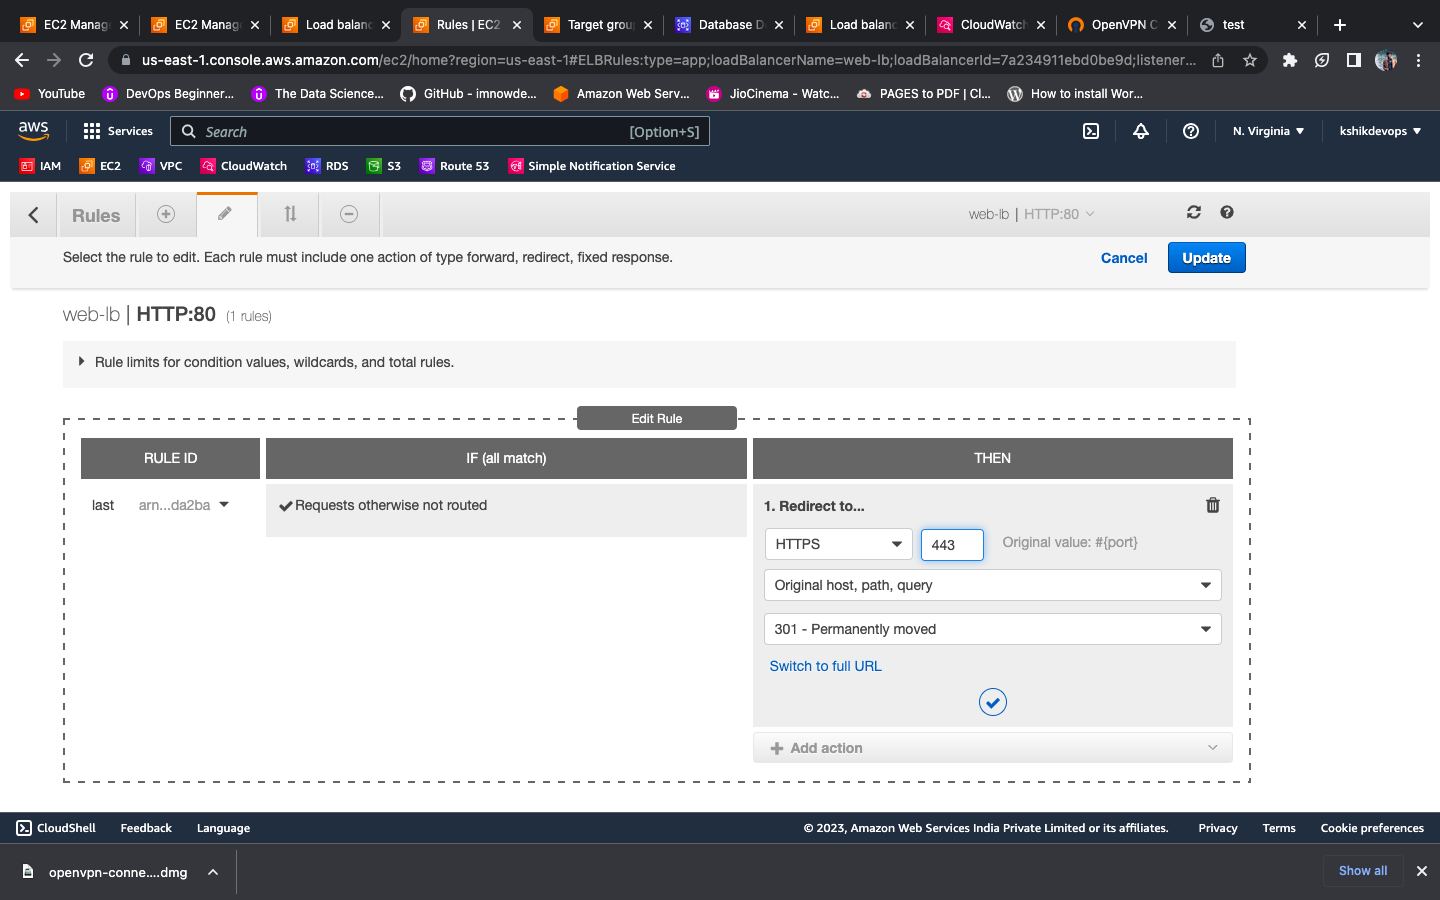 EC2 Manag
EC2 Manag
Load balan
Rules | EC2
Target grou
Database D
Load balan
CloudWatch
OpenVPN C
test
us-east-1.console.aws.amazon.com/ec2/home?region=us-east-1#ELBRules:type=app;loadBalancerName=web-lb;loadBalancerId=7a234911ebd0be9d;listener...
YouTube
DevOps Beginner...
The Data Science...
GitHub - imnowde...
Amazon Web Serv...
JioCinema - Watc...
PAGES to PDF | Cl...
How to install Wor...
aws
Services
Search
[Option+S]
N. Virginia
kshikdevops
IAM
EC2
VPC
CloudWatch
RDS
S3
Route 53
Simple Notification Service
Rules
web-lb | HTTP:80
Select the rule to edit. Each rule must include one action of type forward, redirect, fixed response.
Cancel
Update
web-lb | HTTP:80 (1 rules)
Rule limits for condition values, wildcards, and total rules.
Edit Rule
RULE ID
IF (all match)
THEN
last
arn...da2ba
Requests otherwise not routed
1. Redirect to...
HTTPS
443
Original value: #{port}
Original host, path, query
301 - Permanently moved
Switch to full URL
Add action
CloudShell
Feedback
Language
© 2023, Amazon Web Services India Private Limited or its affiliates.
Privacy
Terms
Cookie preferences
openvpn-conne....dmg
Show all